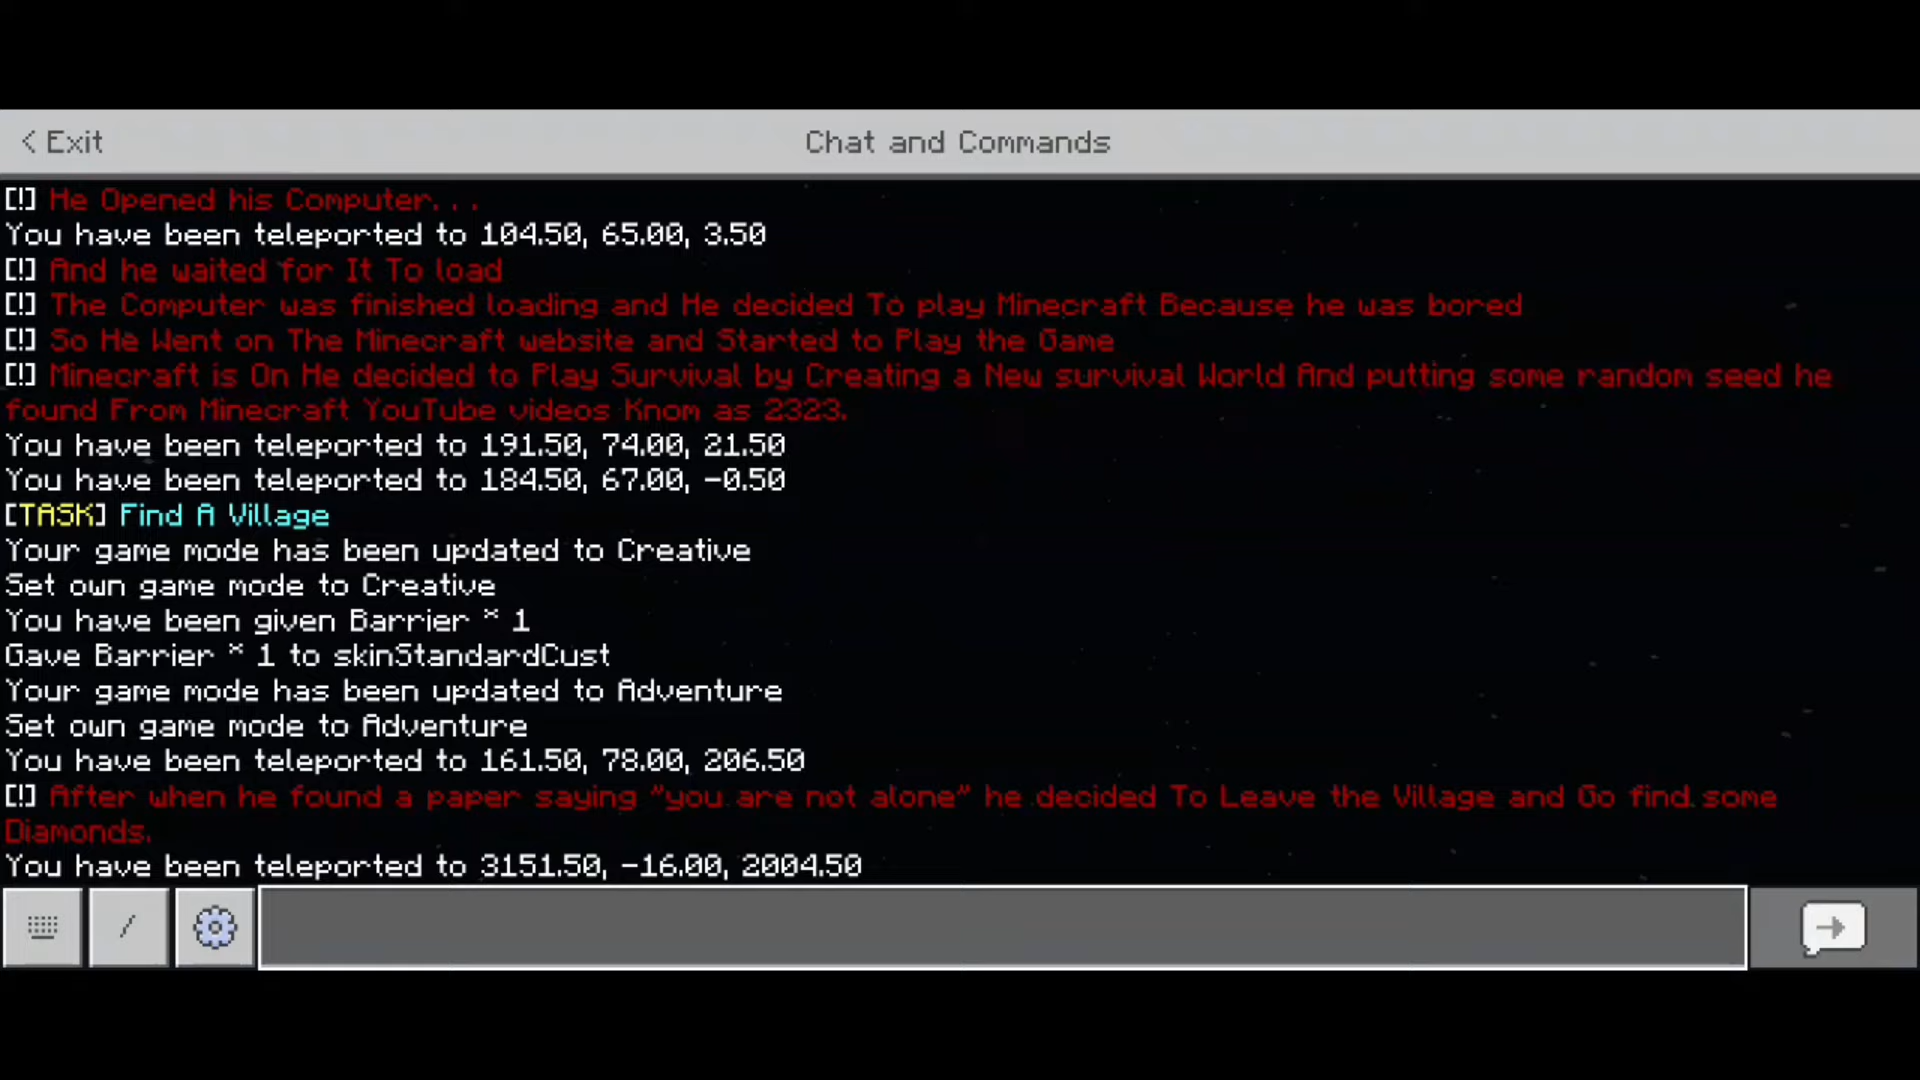 < Exit
Chat and Commands
[!] He Opened his Computer. . .
You have been teleported to 104.50, 65.00, 3.50
[!] And he waited for It To load
[!] The Computer was finished loading and He decided To play Minecraft Because he was bored
[!] So He Went on The Minecraft website and Started to Play the Game
[!] Minecraft is On He decided to Play Survival by Creating a New survival World And putting some random seed he
found From Minecraft YouTube videos Knom as 2323.
You have been teleported to 191.50, 74.00, 21.50
You have been teleported to 184.50, 67.00, -0.50
[TASK] Find A Village
Your game mode has been updated to Creative
Set own game mode to Creative
You have been given Barrier * 1
Gave Barrier * 1 to skinStandardCust
Your game mode has been updated to Adventure
Set own game mode to Adventure
You have been teleported to 161.50, 78.00, 206.50
[!] After when he found a paper saying "you are not alone" he decided To Leave the Village and Go find some
Diamonds.
You have been teleported to 3151.50, -16.00, 2004.50
/